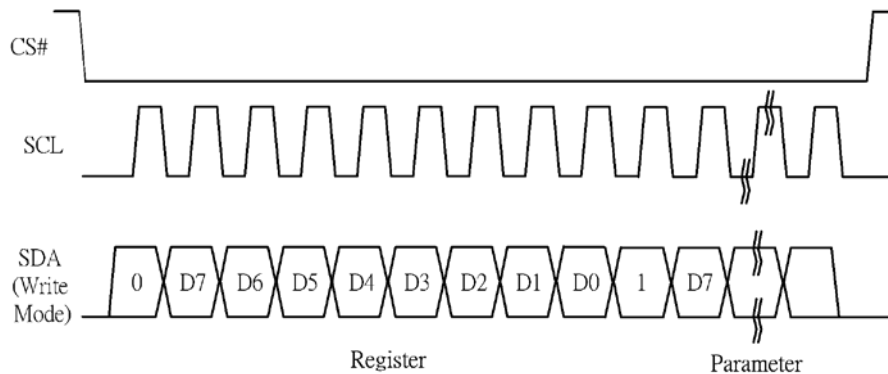 CS#
SCL
SDA
(Write
Mode)
0 D7 D6 D5 D4 D3 D2 D1 D0 1 D7
Register Parameter